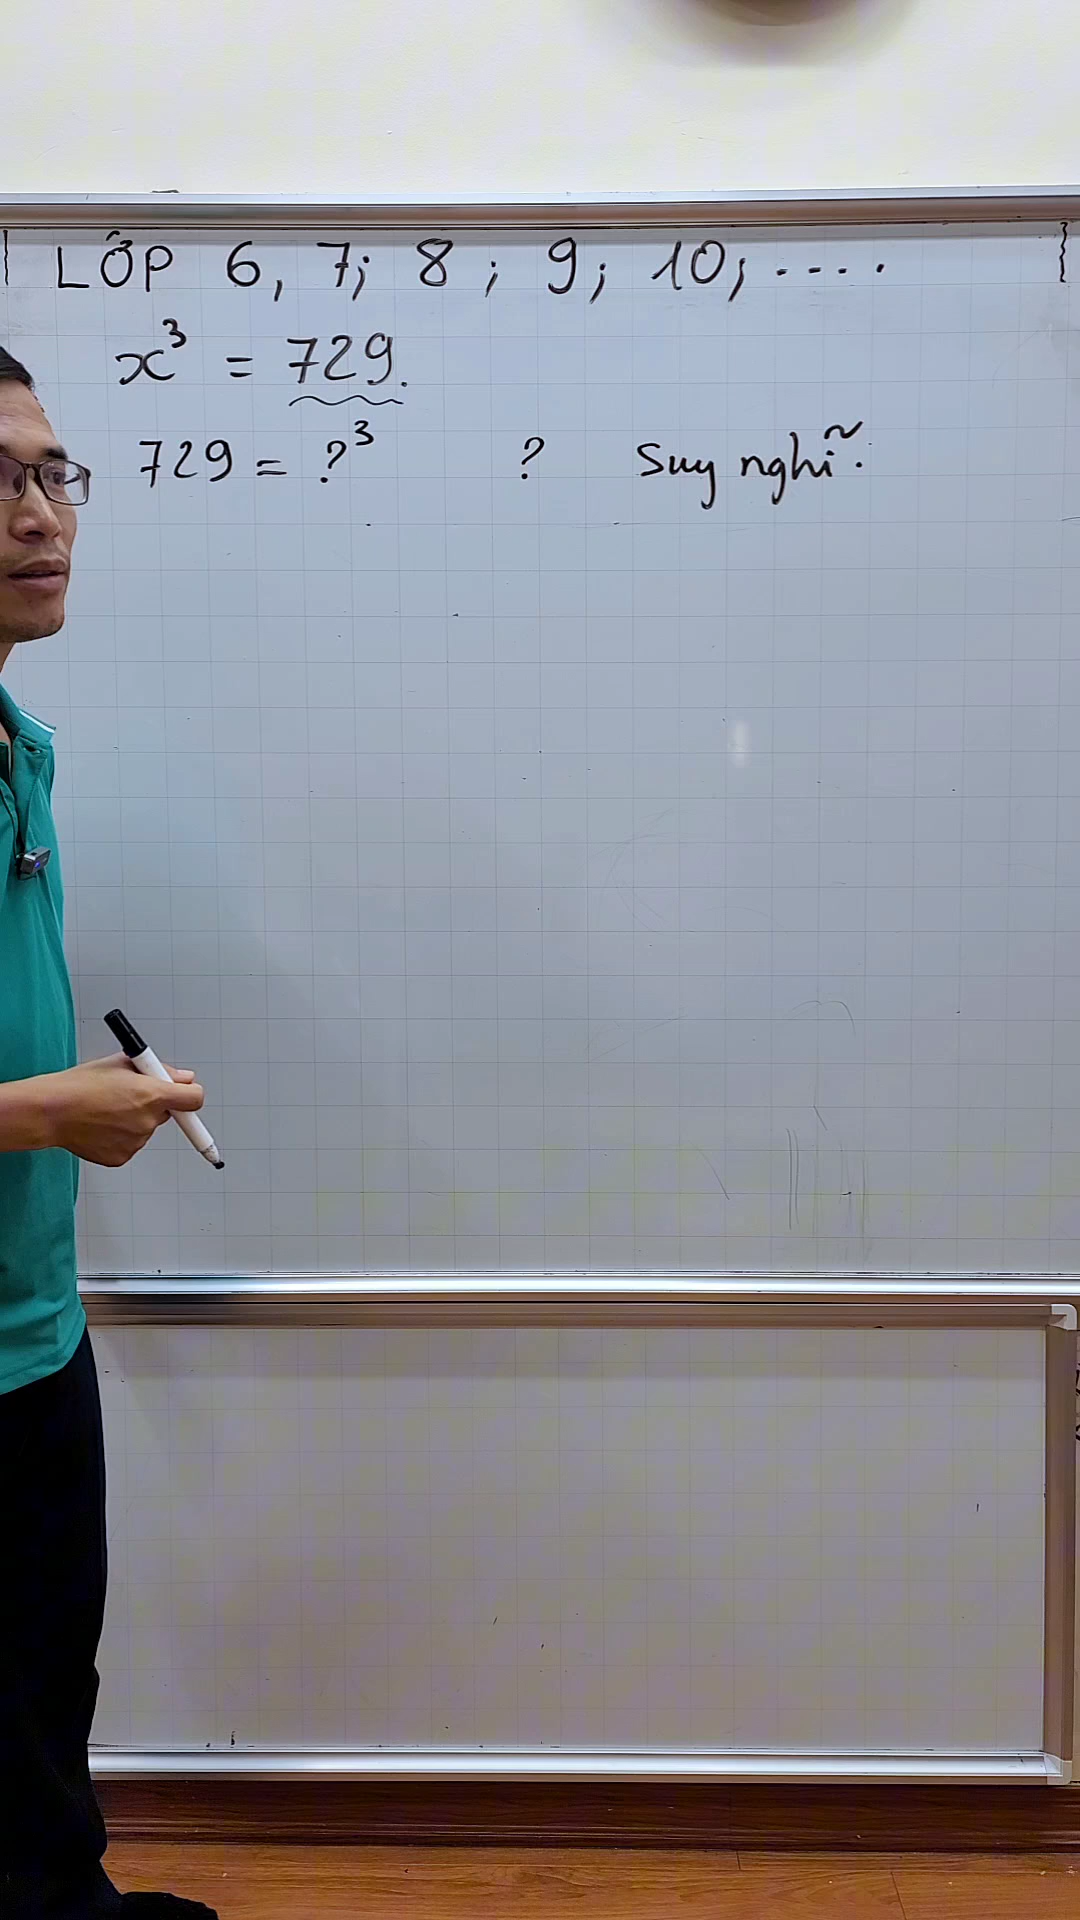 LỚP 6, 7; 8; 9; 10; ....
x³ = 729.
729 = ?³ ? Suy nghĩ.